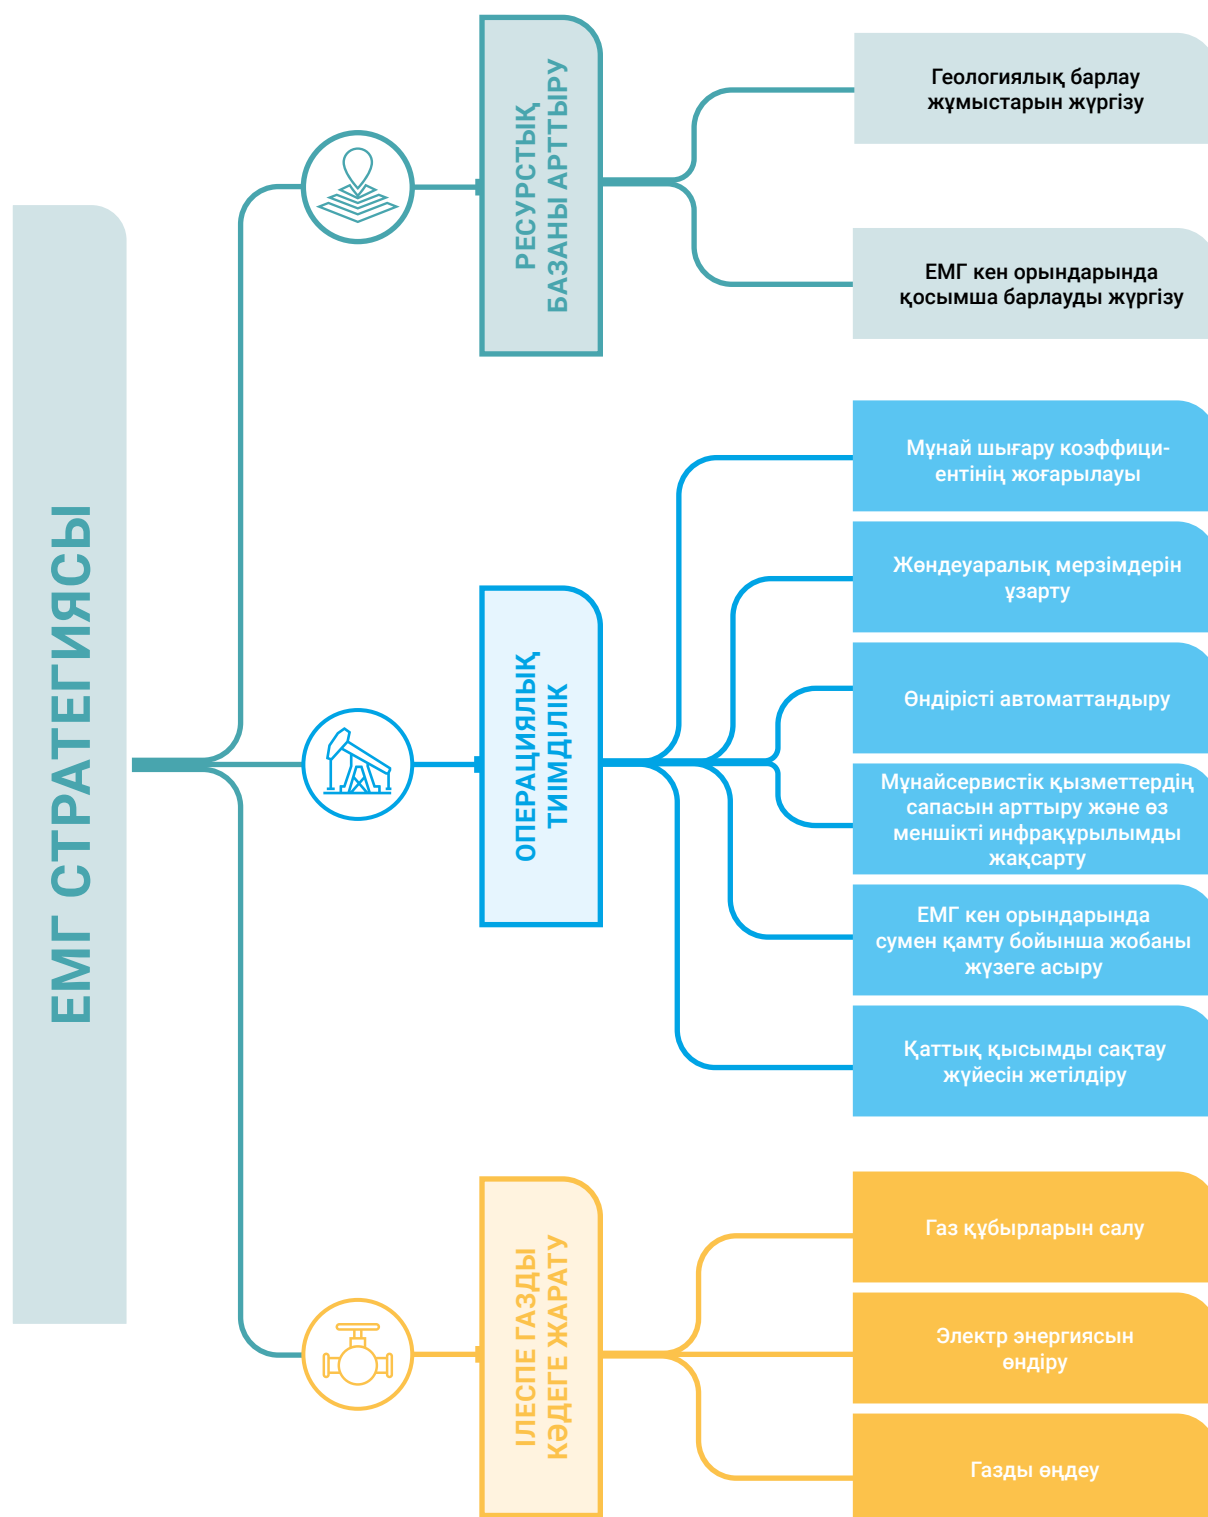 ЕМГ СТРАТЕГИЯСЫ
РЕСУРСТЫҚ
БАЗАНЫ АРТТЫРУ
Геологиялық барлау
жұмыстарын жүргізу
ЕМГ кен орындарында
қосымша барлауды жүргізу
ОПЕРАЦИЯЛЫҚ
ТИІМДІЛІК
Мұнай шығару коэффици-
ентінің жоғарылауы
Жөндеуаралық мерзімдерін
ұзарту
Өндірісті автоматтандыру
Мұнайсервистік қызметтердің
сапасын арттыру және өз
меншікті инфрақұрылымды
жақсарту
ЕМГ кен орындарында
сумен қамту бойынша жобаны
жүзеге асыру
Қаттық қысымды сақтау
жүйесін жетілдіру
ІЛЕСПЕ ГАЗДЫ
КӘДЕГЕ ЖАРАТУ
Газ құбырларын салу
Электр энергиясын
өндіру
Газды өңдеу